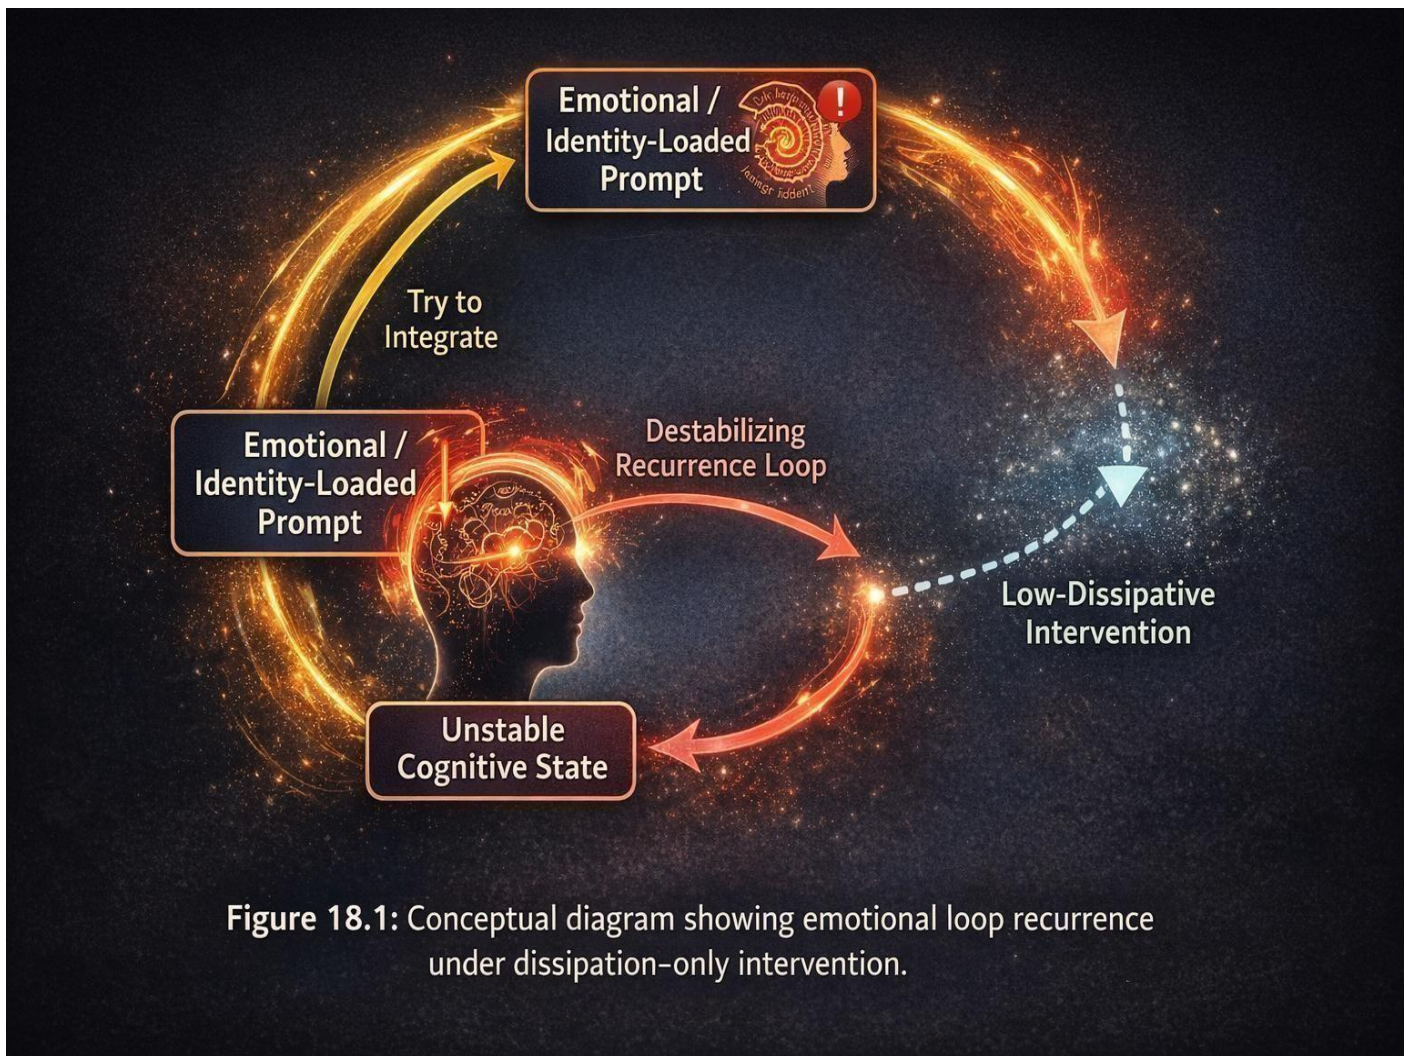 Emotional /
Identity-Loaded
Prompt
!
Try to
Integrate
Emotional /
Identity-Loaded
Prompt
Destabilizing
Recurrence Loop
Low-Dissipative
Intervention
Unstable
Cognitive State
Figure 18.1: Conceptual diagram showing emotional loop recurrence
under dissipation-only intervention.